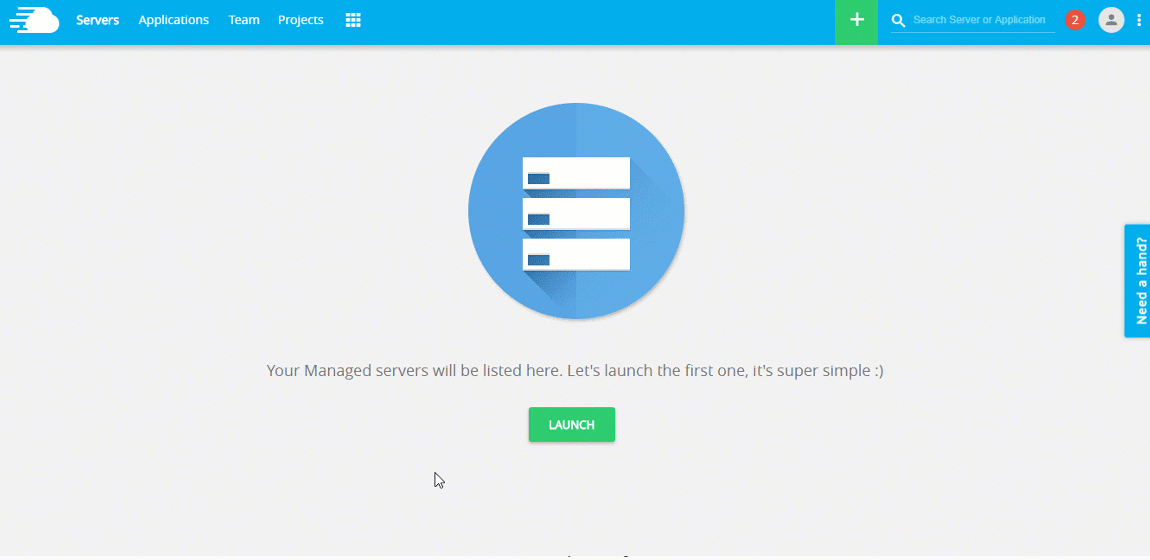 Servers Applications Team Projects + Search Server or Application 2
Need a hand?
Your Managed servers will be listed here. Let's launch the first one, it's super simple :)
LAUNCH